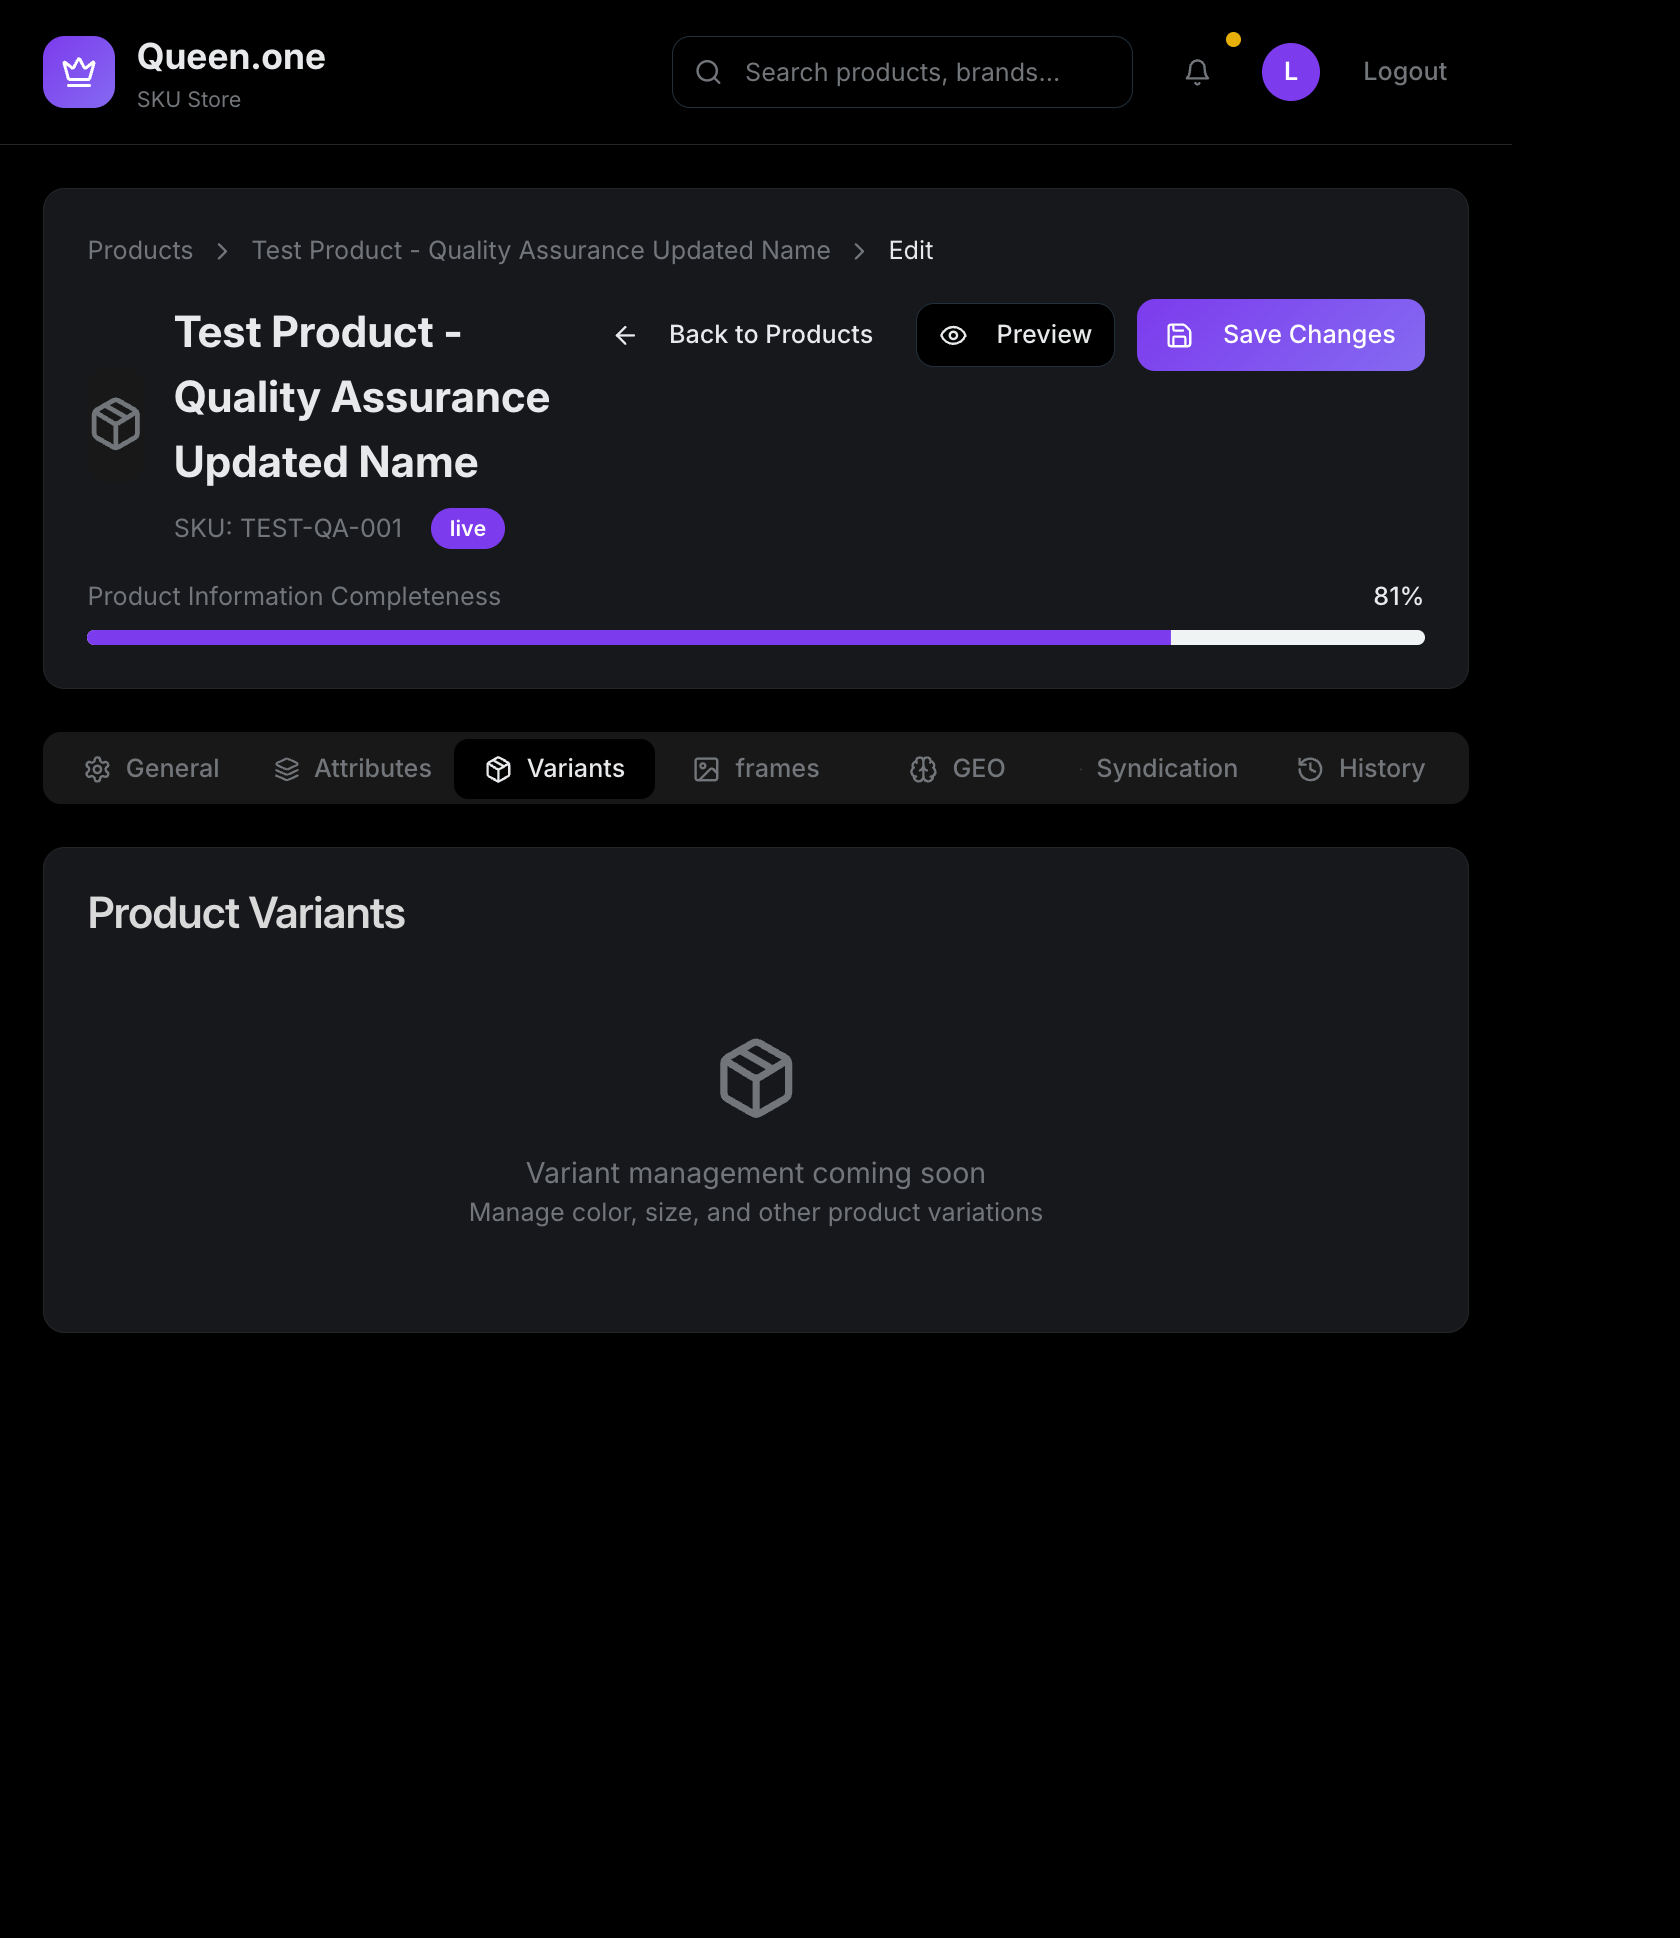 Queen.one
SKU Store
Search products, brands...
L
Logout
Products > Test Product - Quality Assurance Updated Name > Edit
Test Product -
Quality Assurance
Updated Name
Back to Products
Preview
Save Changes
SKU: TEST-QA-001
live
Product Information Completeness
81%
General
Attributes
Variants
frames
GEO
Syndication
History
Product Variants
Variant management coming soon
Manage color, size, and other product variations